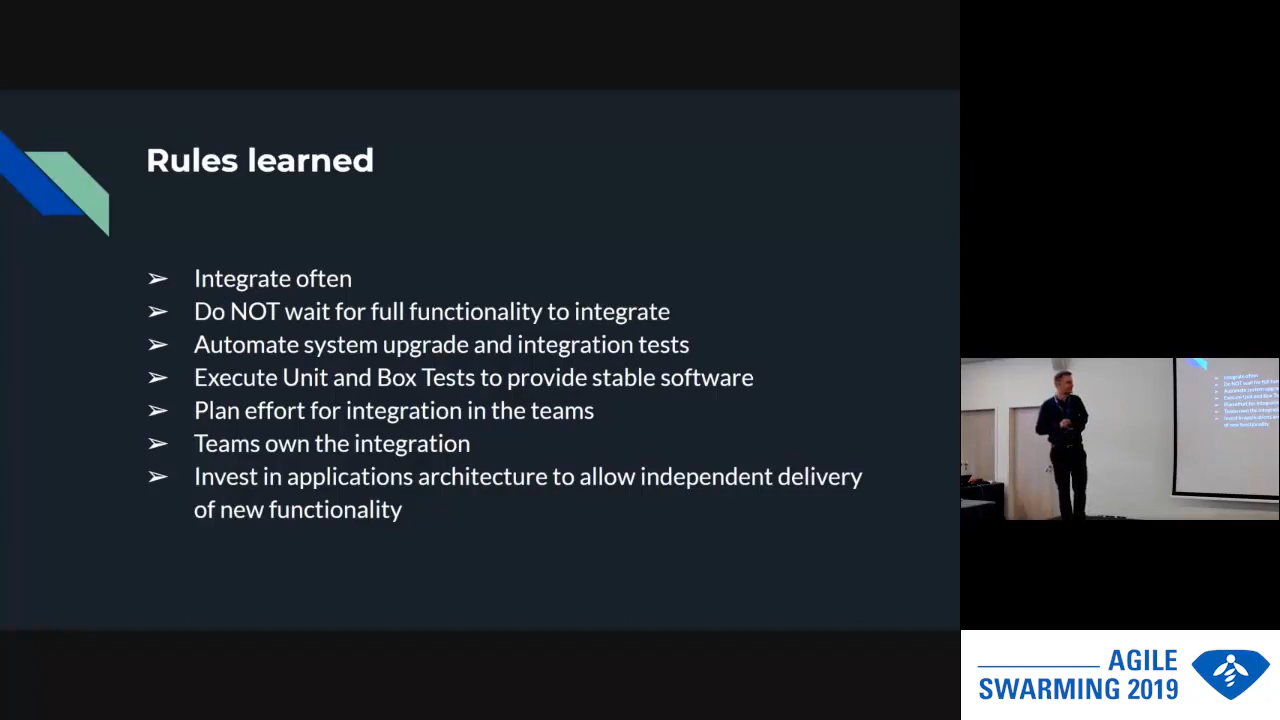 Rules learned
➢ Integrate often
➢ Do NOT wait for full functionality to integrate
➢ Automate system upgrade and integration tests
➢ Execute Unit and Box Tests to provide stable software
➢ Plan effort for integration in the teams
➢ Teams own the integration
➢ Invest in applications architecture to allow independent delivery
of new functionality
Integrate often
AGILE
SWARMING 2019